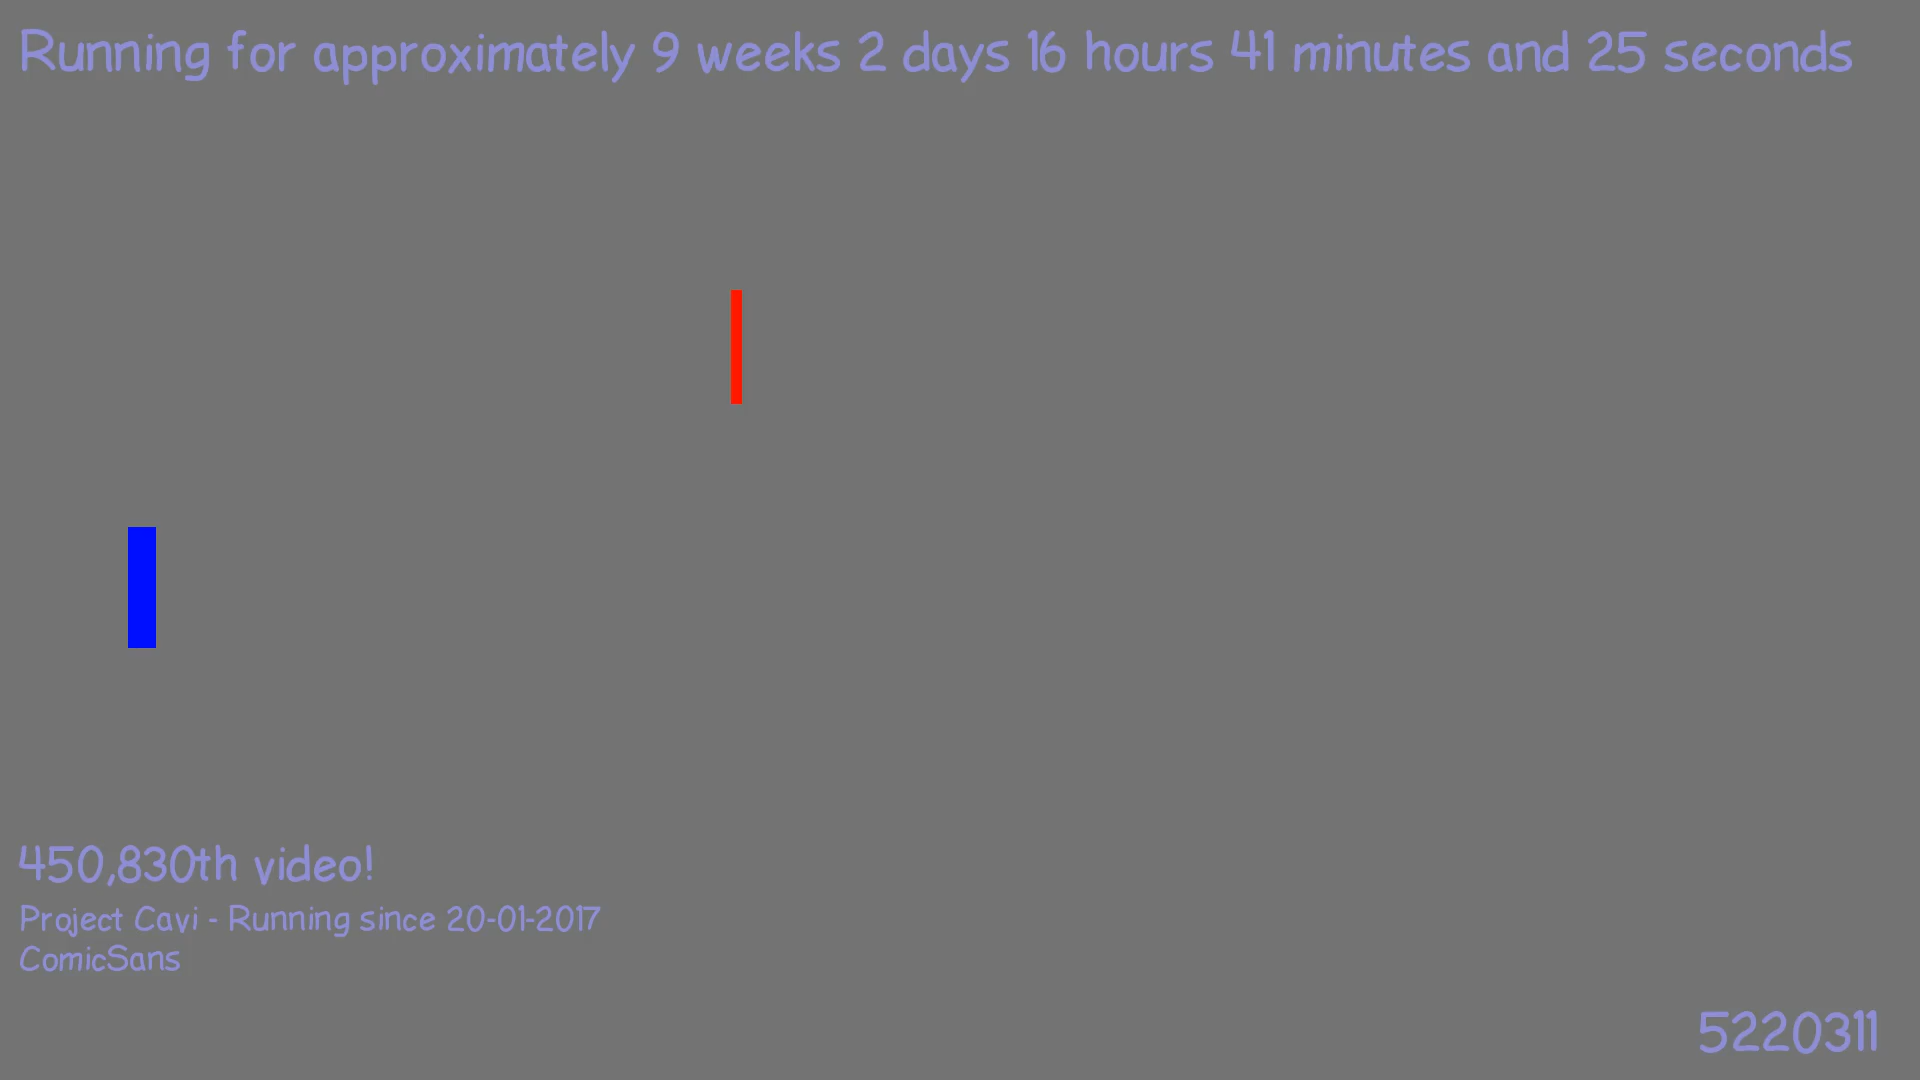 Running for approximately 9 weeks 2 days 16 hours 41 minutes and 25 seconds
450,830th video!
Project Cavi - Running since 20-01-2017
ComicSans
5220311